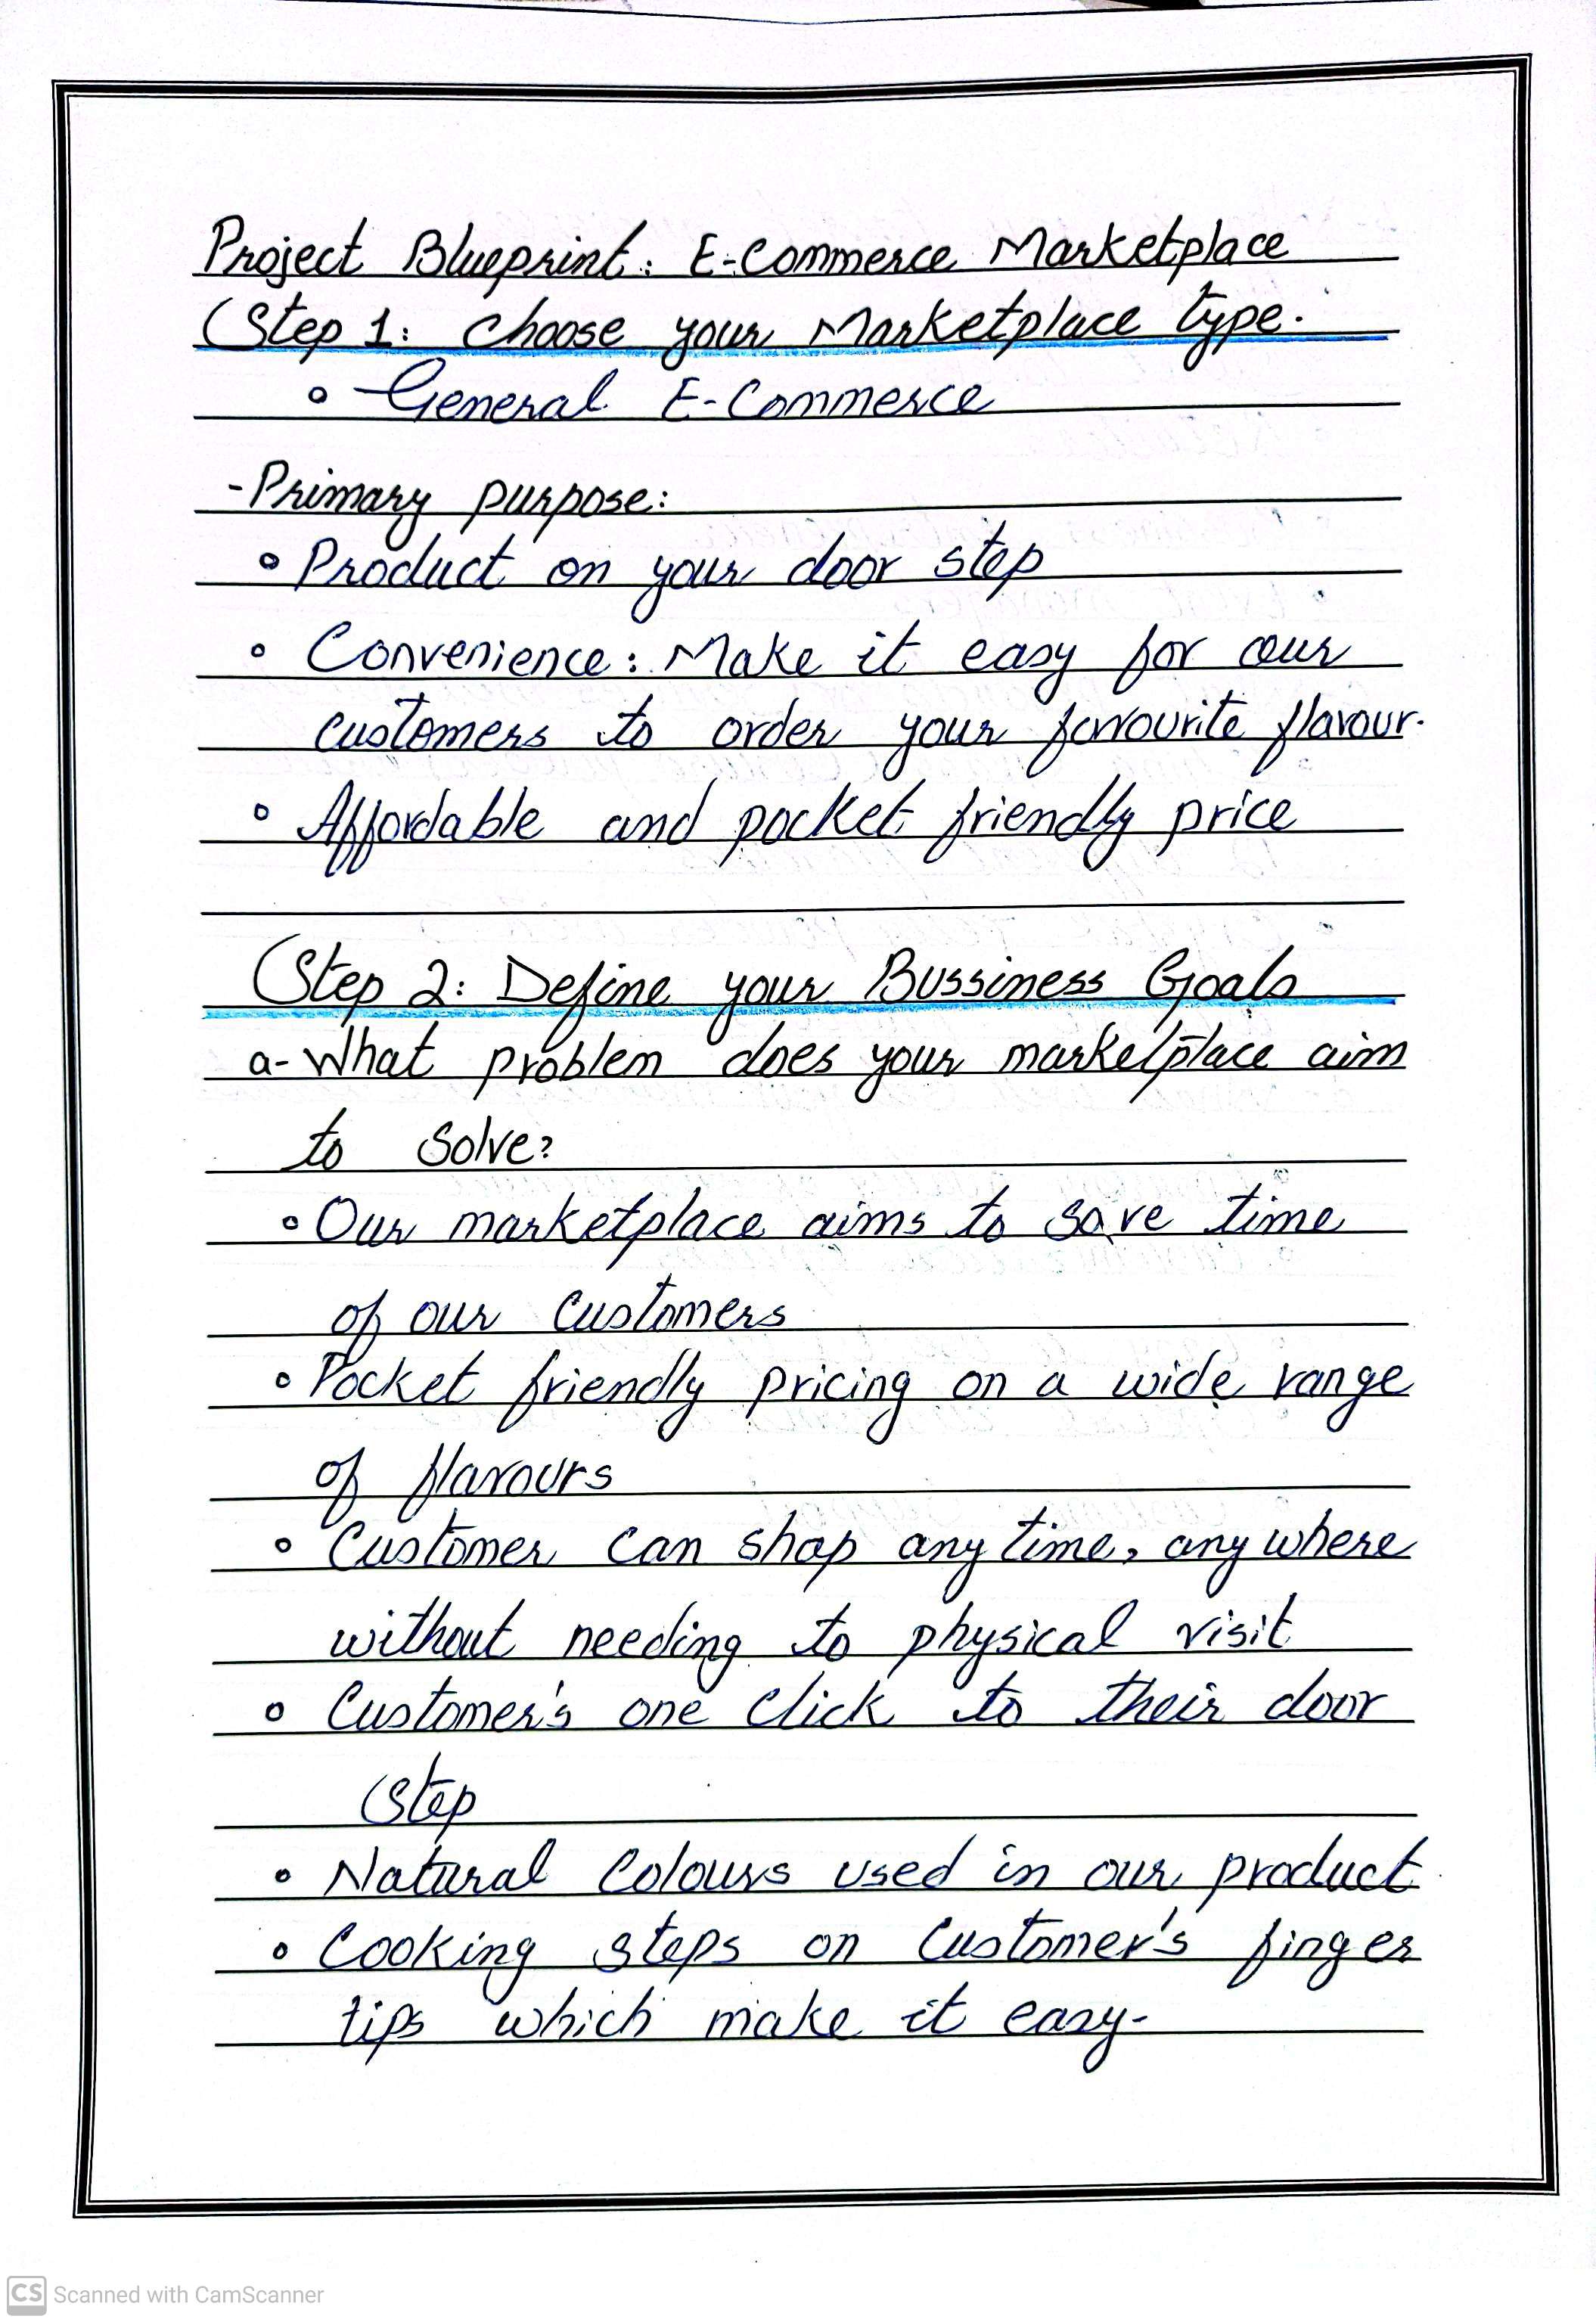 Project Blueprint: E-Commerce Marketplace
Step 1: Choose your Marketplace type.
• General E-Commerce
- Primary purpose:
• Product on your door step
• Convenience: Make it easy for our
customers to order your favourite flavour.
• Affordable and pocket friendly price
Step 2: Define your Bussiness Goals
a- What problem does your marketplace aim
to solve?
• Our marketplace aims to save time
of our customers
• Pocket friendly pricing on a wide range
of flavours
• Customer can shop any time, any where
without needing to physical visit
• Customer's one click to their door
step
• Natural Colours used in our product
• Cooking steps on Customer's finger
tips which make it easy-
CS Scanned with CamScanner